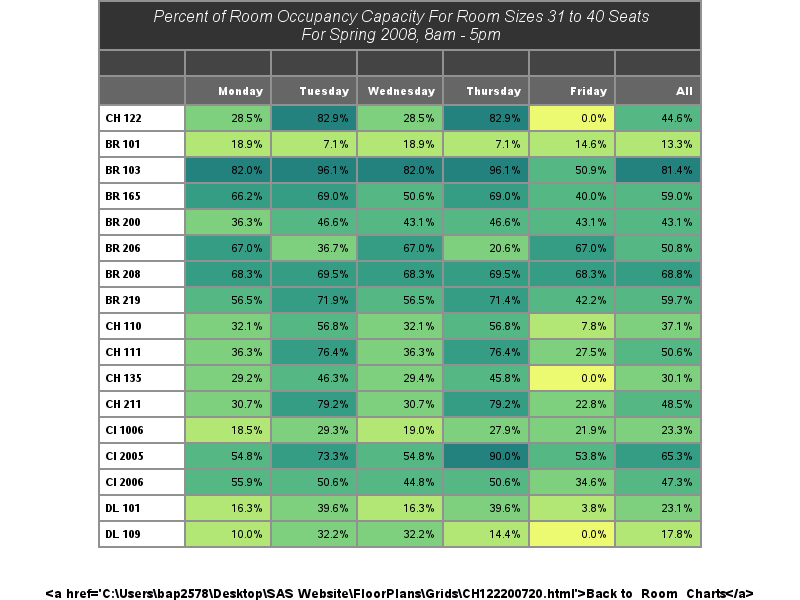 Percent of Room Occupancy Capacity For Room Sizes 31 to 40 Seats
For Spring 2008, 8am - 5pm
Monday Tuesday Wednesday Thursday Friday All
CH 122 28.5% 82.9% 28.5% 82.9% 0.0% 44.6%
BR 101 18.9% 7.1% 18.9% 7.1% 14.6% 13.3%
BR 103 82.0% 96.1% 82.0% 96.1% 50.9% 81.4%
BR 165 66.2% 69.0% 50.6% 69.0% 40.0% 59.0%
BR 200 36.3% 46.6% 43.1% 46.6% 43.1% 43.1%
BR 206 67.0% 36.7% 67.0% 20.6% 67.0% 50.8%
BR 208 68.3% 69.5% 68.3% 69.5% 68.3% 68.8%
BR 219 56.5% 71.9% 56.5% 71.4% 42.2% 59.7%
CH 110 32.1% 56.8% 32.1% 56.8% 7.8% 37.1%
CH 111 36.3% 76.4% 36.3% 76.4% 27.5% 50.6%
CH 135 29.2% 46.3% 29.4% 45.8% 0.0% 30.1%
CH 211 30.7% 79.2% 30.7% 79.2% 22.8% 48.5%
CI 1006 18.5% 29.3% 19.0% 27.9% 21.9% 23.3%
CI 2005 54.8% 73.3% 54.8% 90.0% 53.8% 65.3%
CI 2006 55.9% 50.6% 44.8% 50.6% 34.6% 47.3%
DL 101 16.3% 39.6% 16.3% 39.6% 3.8% 23.1%
DL 109 10.0% 32.2% 32.2% 14.4% 0.0% 17.8%
<a href='C:\Users\bap2578\Desktop\SAS Website\FloorPlans\Grids\CH122200720.html'>Back to Room Charts</a>